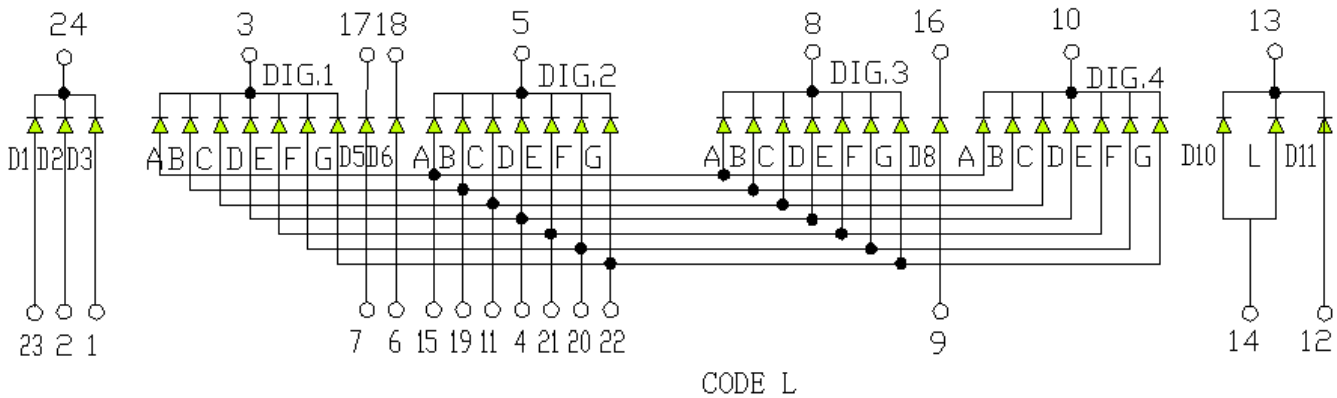 24 3 1718 5 8 16 10 13
DIG.1 DIG.2 DIG.3 DIG.4
D1 D2 D3 A B C D E F G D5 D6 A B C D E F G A B C D E F G D8 A B C D E F G D10 L D11
23 2 1 7 6 15 19 11 4 21 20 22 9 14 12
CODE L